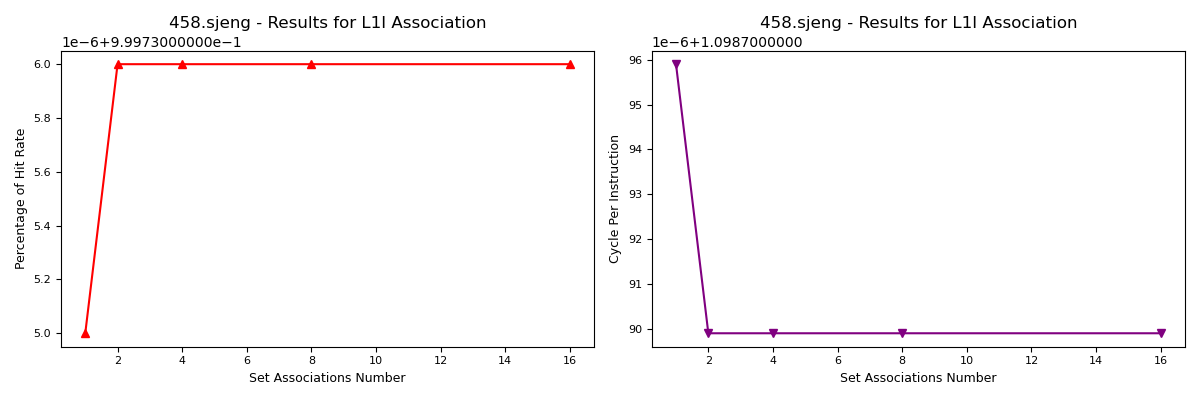 458.sjeng - Results for L1I Association
1e−6+9.9973000000e−1
6.0
5.8
5.6
5.4
5.2
5.0
Percentage of Hit Rate
2 4 6 8 10 12 14 16
Set Associations Number
458.sjeng - Results for L1I Association
1e−6+1.0987000000
96
95
94
93
92
91
90
Cycle Per Instruction
2 4 6 8 10 12 14 16
Set Associations Number